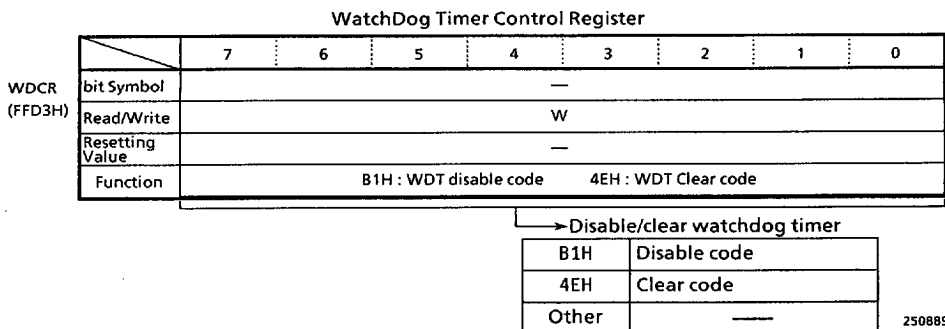 WatchDog Timer Control Register
7 6 5 4 3 2 1 0
WDCR
(FFD3H)
bit Symbol —
Read/Write W
Resetting
Value —
Function B1H : WDT disable code 4EH : WDT Clear code
Disable/clear watchdog timer
B1H Disable code
4EH Clear code
Other —
250889